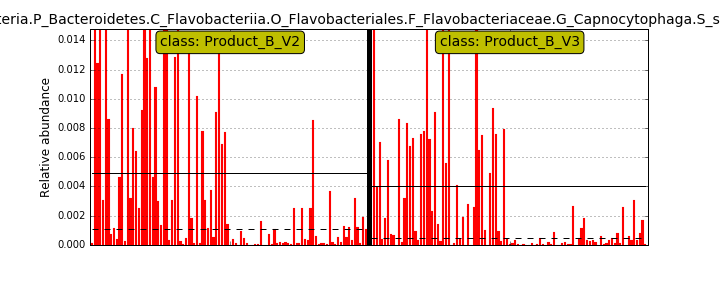 teria.P_Bacteroidetes.C_Flavobacteriia.O_Flavobacteriales.F_Flavobacteriaceae.G_Capnocytophaga.S_s
class: Product_B_V2
class: Product_B_V3
Relative abundance
0.014
0.012
0.010
0.008
0.006
0.004
0.002
0.000